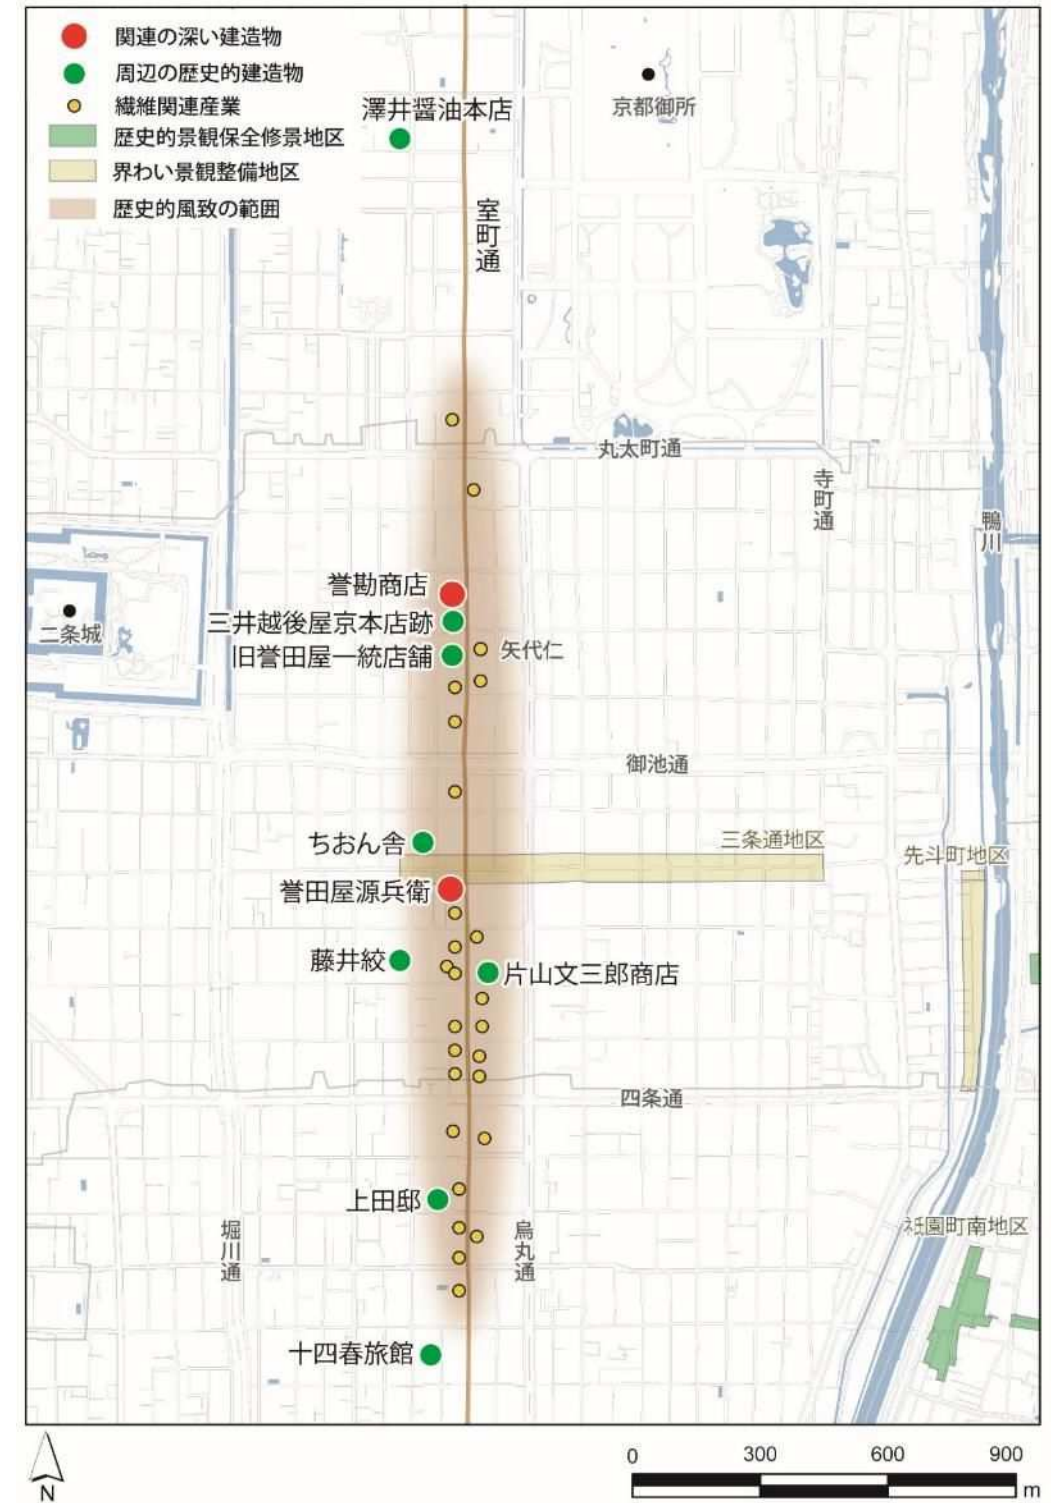 関連の深い建造物
周辺の歴史的建造物
繊維関連産業
歴史的景観保全修景地区
界わい景観整備地区
歴史的風致の範囲
澤井醤油本店
京都御所
室町通
丸太町通
寺町通
鴨川
誉勘商店
三井越後屋京本店跡
旧誉田屋一統店舗
矢代仁
二条城
御池通
三条通地区
ちおん舎
先斗町地区
誉田屋源兵衛
藤井絞
片山文三郎商店
四条通
上田邸
堀川通
烏丸通
祇園町南地区
十四春旅館
N
0 300 600 900
m